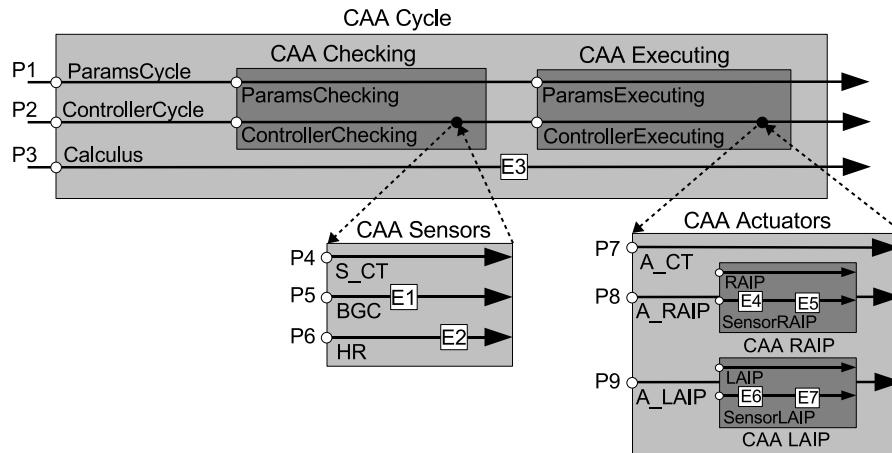 CAA Cycle
CAA Checking
CAA Executing
P1
ParamsCycle
ParamsChecking
ParamsExecuting
P2
ControllerCycle
ControllerChecking
ControllerExecuting
P3
Calculus
E3
CAA Sensors
P4
S_CT
P5
BGC
E1
P6
HR
E2
CAA Actuators
P7
A_CT
RAIP
P8
A_RAIP
E4
E5
SensorRAIP
CAA RAIP
LAIP
P9
A_LAIP
E6
E7
SensorLAIP
CAA LAIP